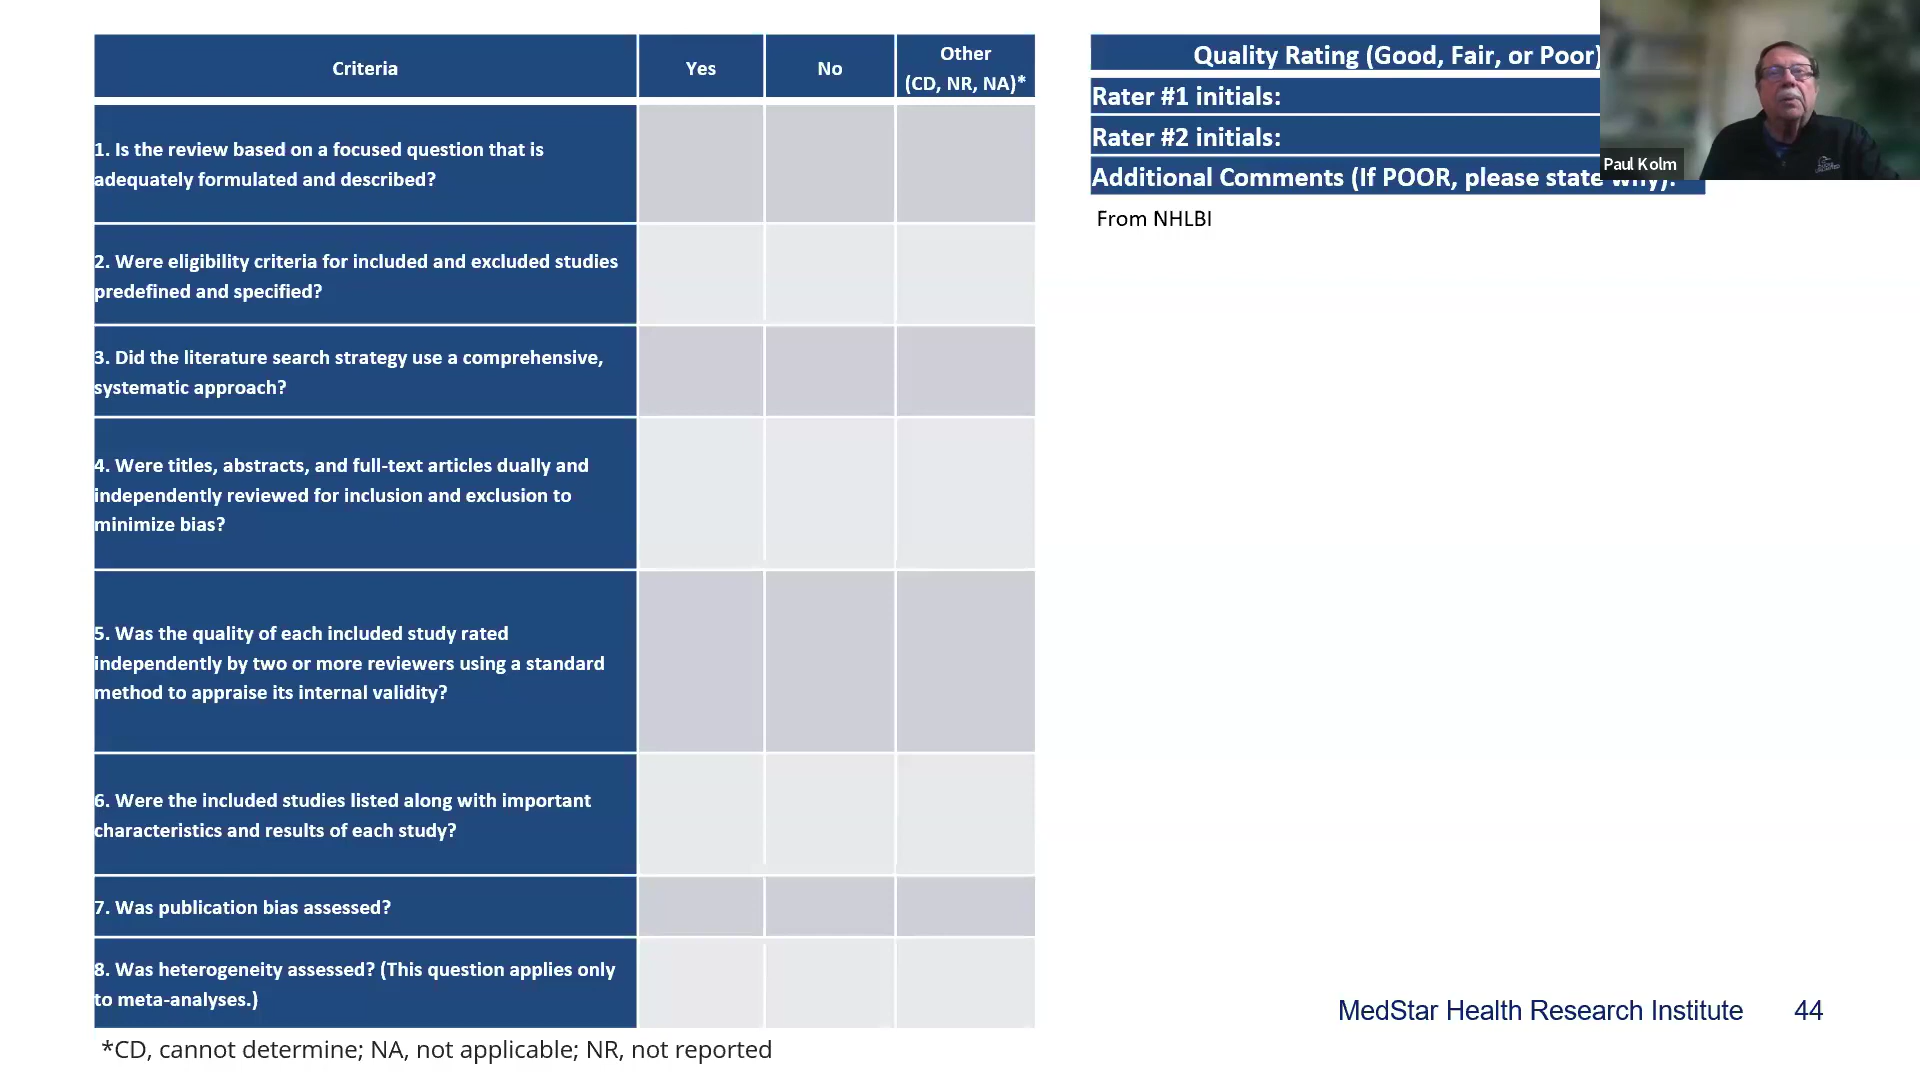 Criteria
Yes
No
Other
(CD, NR, NA)*
1. Is the review based on a focused question that is
adequately formulated and described?
2. Were eligibility criteria for included and excluded studies
predefined and specified?
3. Did the literature search strategy use a comprehensive,
systematic approach?
4. Were titles, abstracts, and full-text articles dually and
independently reviewed for inclusion and exclusion to
minimize bias?
5. Was the quality of each included study rated
independently by two or more reviewers using a standard
method to appraise its internal validity?
6. Were the included studies listed along with important
characteristics and results of each study?
7. Was publication bias assessed?
8. Was heterogeneity assessed? (This question applies only
to meta-analyses.)
*CD, cannot determine; NA, not applicable; NR, not reported
Quality Rating (Good, Fair, or Poor)
Rater #1 initials:
Rater #2 initials:
Additional Comments (If POOR, please state why):
From NHLBI
Paul Kolm
MedStar Health Research Institute 44